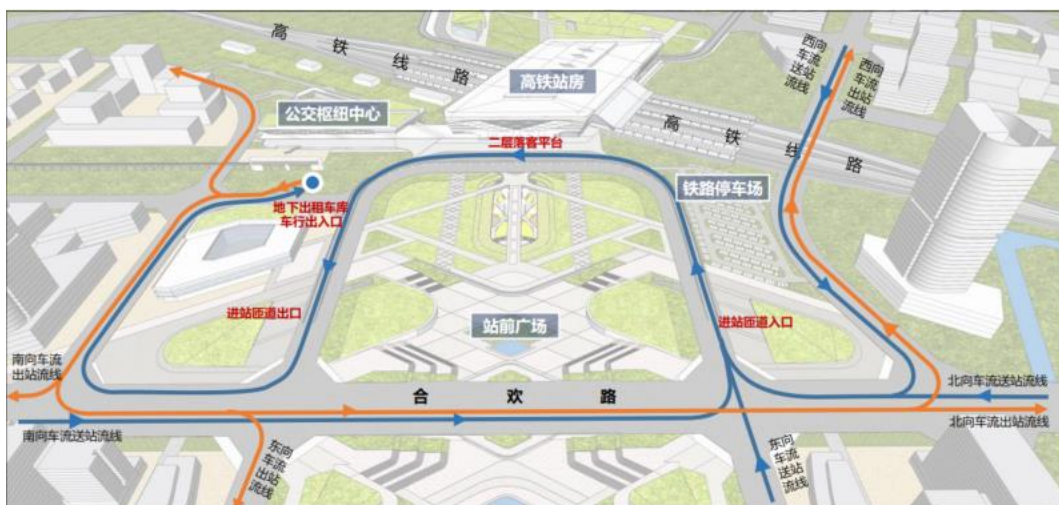 高铁线路
高铁站房
公交枢纽中心
西向车流送站流线
西向车流出站流线
高铁线路
二层落客平台
铁路停车场
地下出租车库
车行出入口
进站匝道出口
站前广场
进站匝道入口
南向车流
出站流线
合欢路
北向车流送站流线
南向车流送站流线
北向车流出站流线
东向车流出站流线
东向车流送站流线